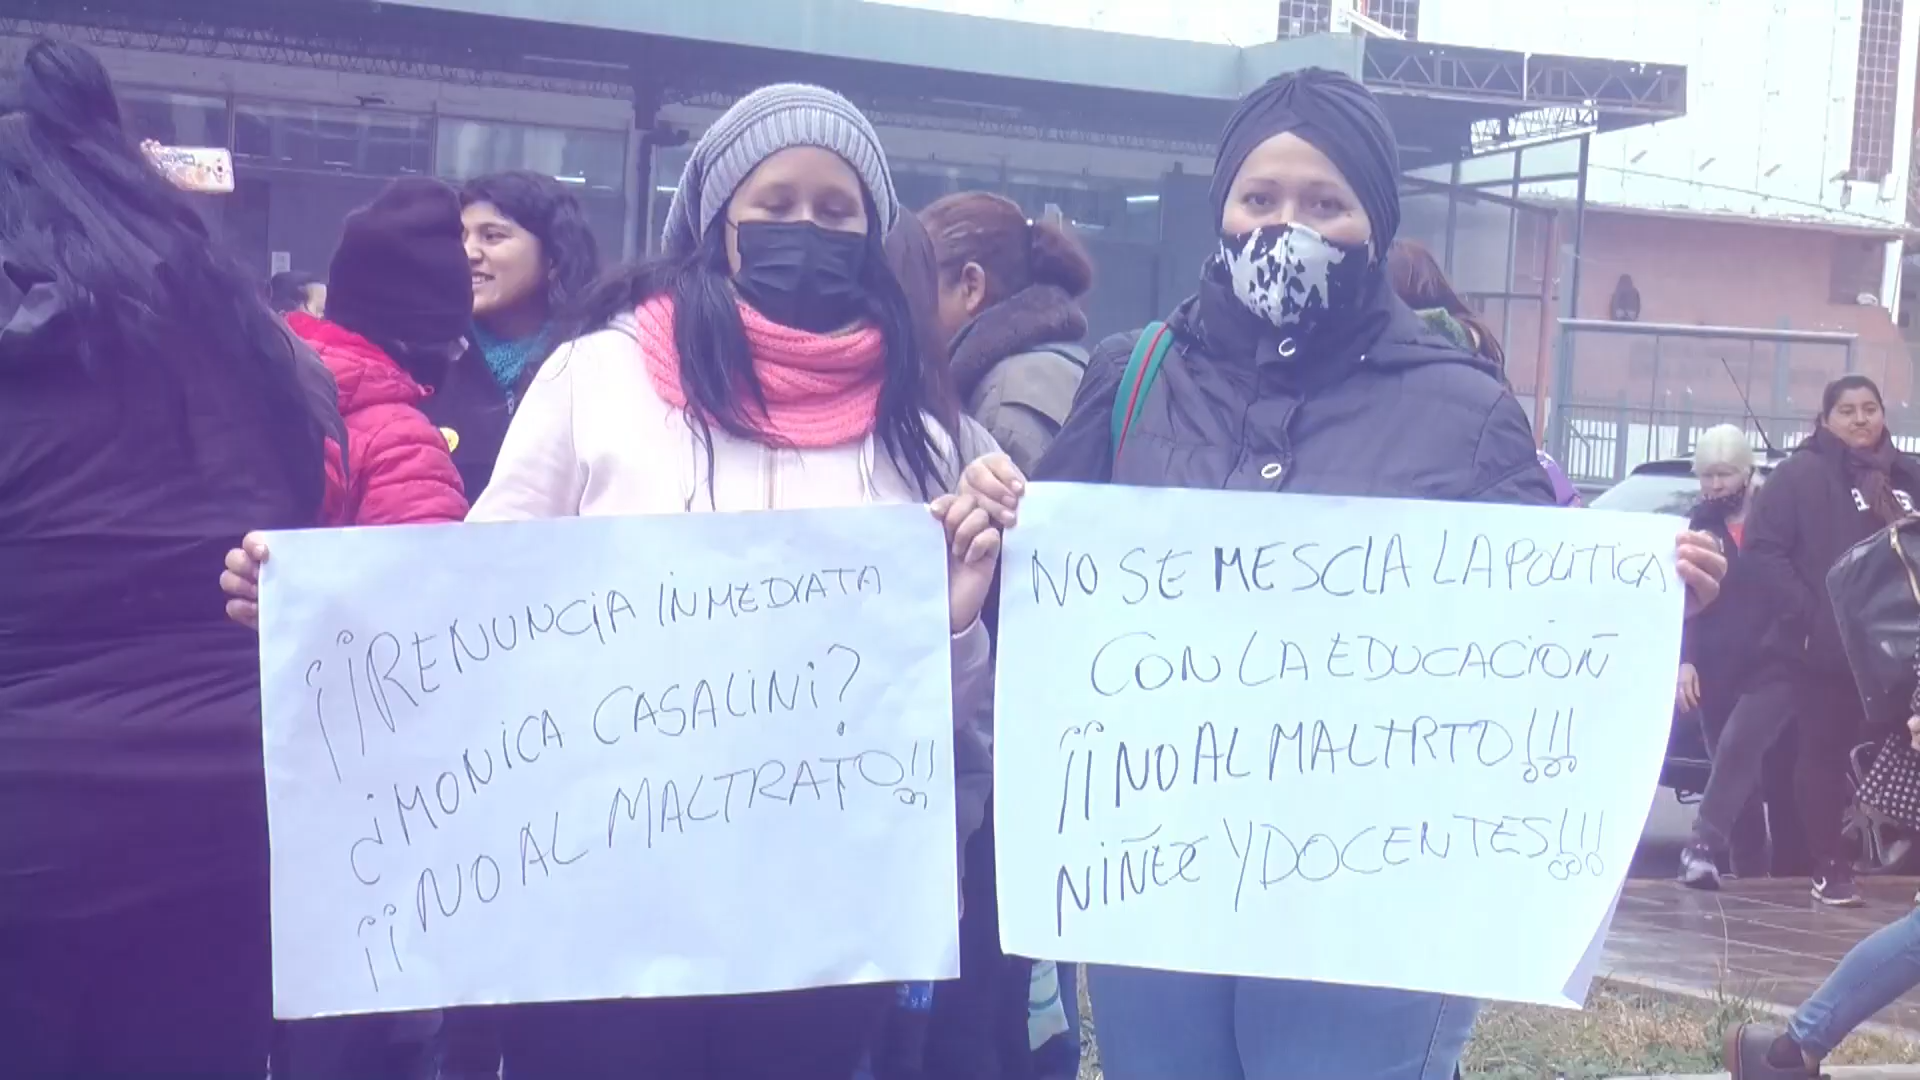 ¡¡RENUNCIA INMEDIATA
¿MONICA CASALINI?
¡¡NO AL MALTRATO!!
NO SE MESCLA LA POLITICA
CON LA EDUCACIÓN
¡¡NO AL MALTRTO!!!
NIÑEZ Y DOCENTES!!!